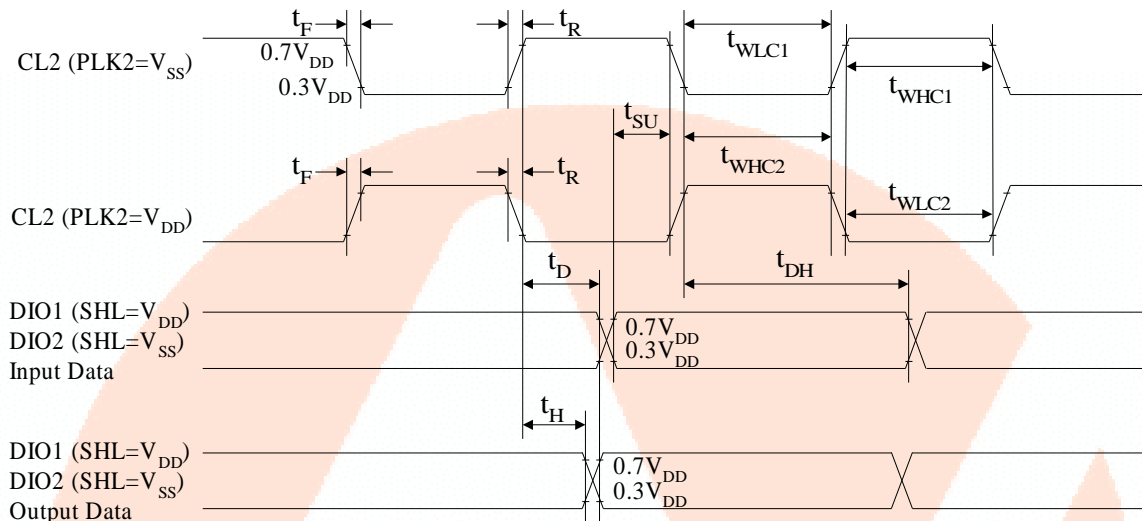 tF
tR
tWLC1
CL2 (PLK2=VSS)
0.7VDD
0.3VDD
tWHC1
tSU
tF
tR
tWHC2
CL2 (PLK2=VDD)
tWLC2
tD
tDH
DIO1 (SHL=VDD)
DIO2 (SHL=VSS)
Input Data
0.7VDD
0.3VDD
tH
DIO1 (SHL=VDD)
DIO2 (SHL=VSS)
Output Data
0.7VDD
0.3VDD